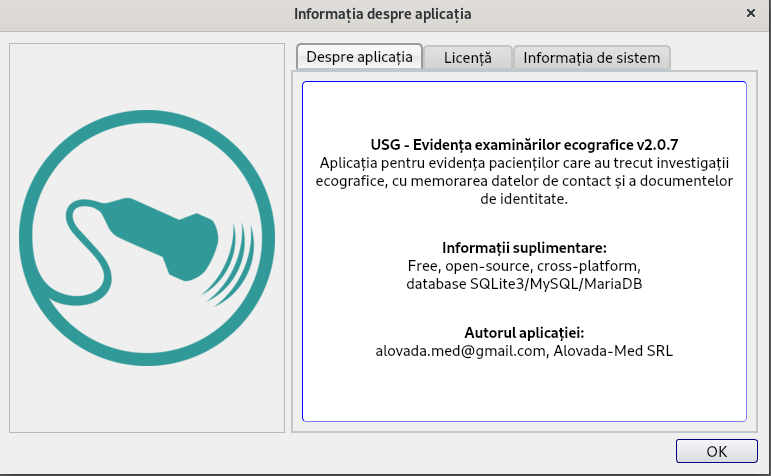 Informația despre aplicația
Despre aplicația
Licență
Informația de sistem
USG - Evidența examinărilor ecografice v2.0.7
Aplicația pentru evidența pacienților care au trecut investigații
ecografice, cu memorarea datelor de contact și a documentelor
de identitate.
Informații suplimentare:
Free, open-source, cross-platform,
database SQLite3/MySQL/MariaDB
Autorul aplicației:
alovada.med@gmail.com, Alovada-Med SRL
OK